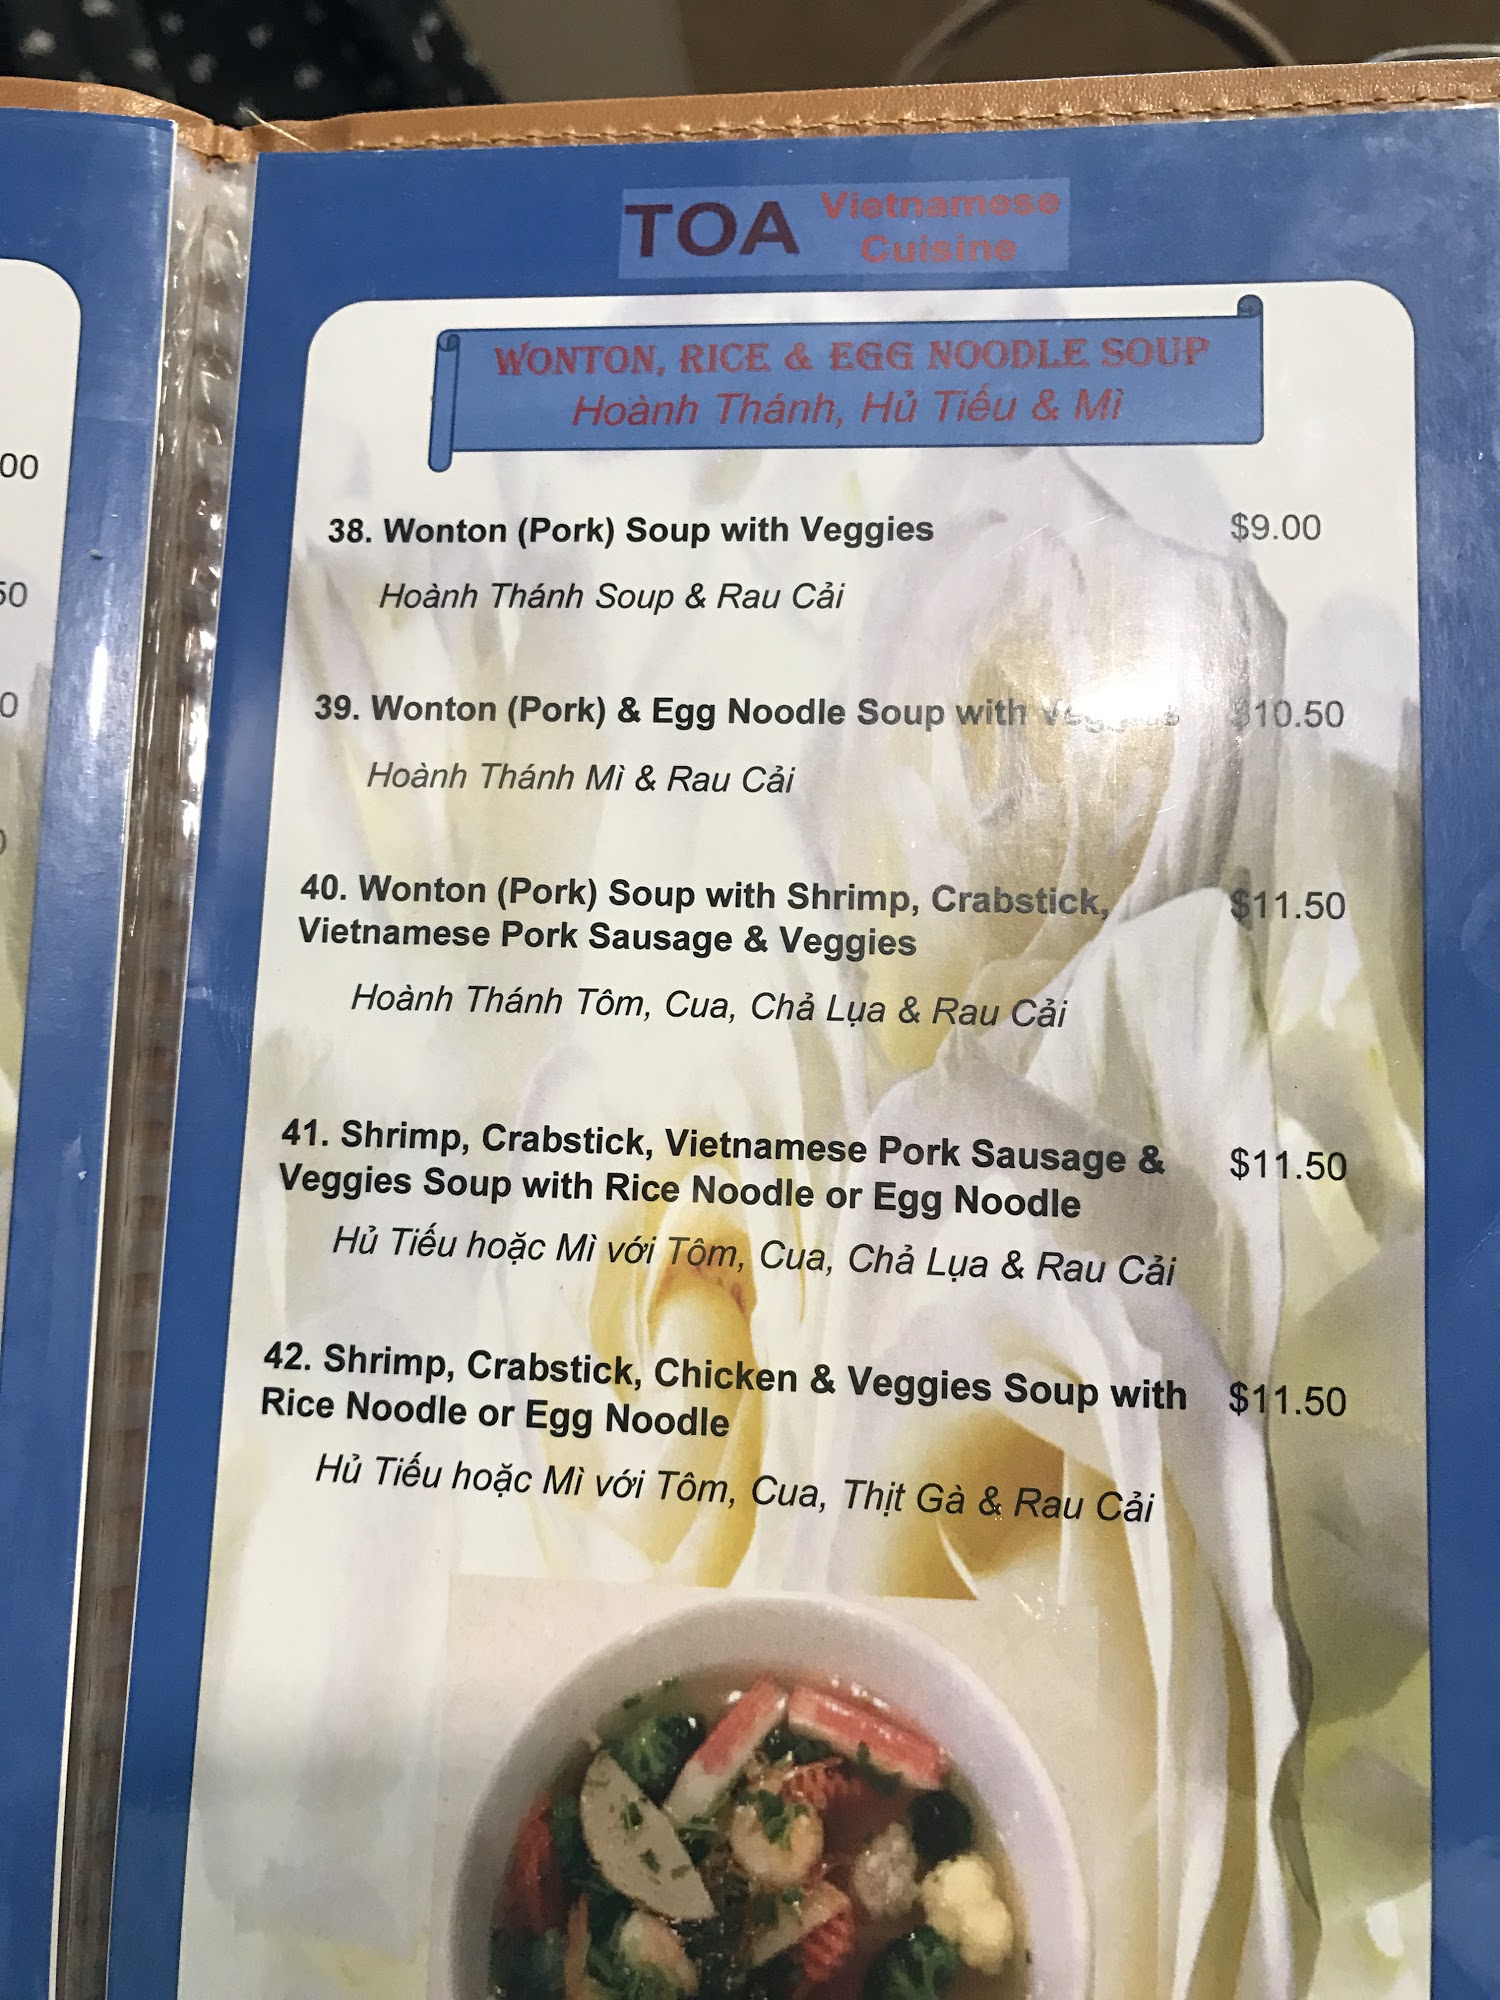 TOA Vietnamese
Cuisine
WONTON, RICE & EGG NOODLE SOUP
Hoành Thánh, Hủ Tiếu & Mì
38. Wonton (Pork) Soup with Veggies $9.00
Hoành Thánh Soup & Rau Cải
39. Wonton (Pork) & Egg Noodle Soup with Veggies $10.50
Hoành Thánh Mì & Rau Cải
40. Wonton (Pork) Soup with Shrimp, Crabstick, $11.50
Vietnamese Pork Sausage & Veggies
Hoành Thánh Tôm, Cua, Chả Lụa & Rau Cải
41. Shrimp, Crabstick, Vietnamese Pork Sausage & $11.50
Veggies Soup with Rice Noodle or Egg Noodle
Hủ Tiếu hoặc Mì với Tôm, Cua, Chả Lụa & Rau Cải
42. Shrimp, Crabstick, Chicken & Veggies Soup with $11.50
Rice Noodle or Egg Noodle
Hủ Tiếu hoặc Mì với Tôm, Cua, Thịt Gà & Rau Cải